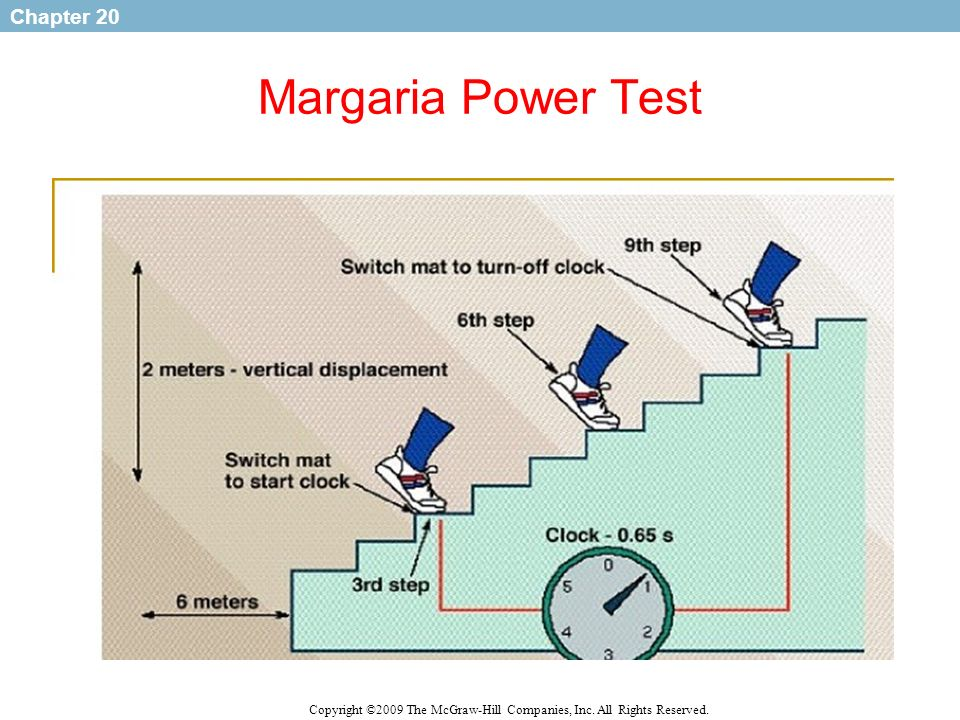 Chapter 20
Margaria Power Test
9th step
Switch mat to turn-off clock
6th step
2 meters - vertical displacement
Switch mat
to start clock
Clock - 0.65 s
3rd step
6 meters
0
1
2
3
4
5
Copyright ©2009 The McGraw-Hill Companies, Inc. All Rights Reserved.